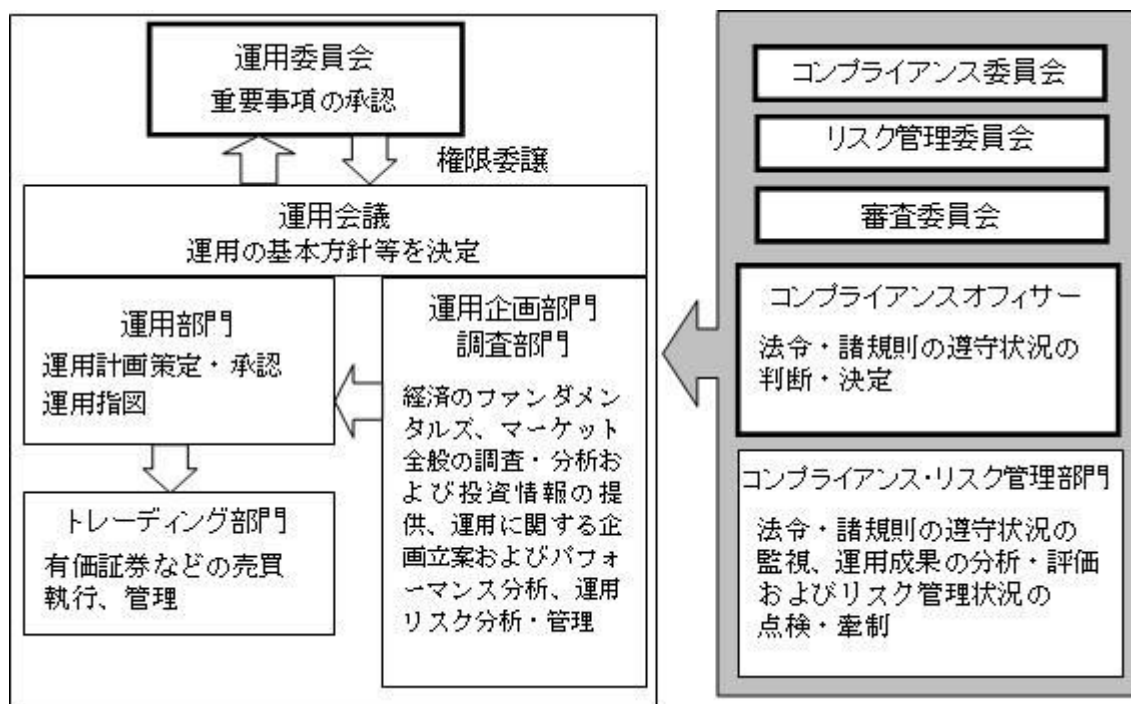 運用委員会
重要事項の承認
権限委譲
運用会議
運用の基本方針等を決定
運用部門
運用計画策定・承認
運用指図
トレーディング部門
有価証券などの売買
執行、管理
運用企画部門
調査部門
経済のファンダメン
タルズ、マーケット
全般の調査・分析お
よび投資情報の提
供、運用に関する企
画立案およびパフォ
ーマンス分析、運用
リスク分析・管理
コンプライアンス委員会
リスク管理委員会
審査委員会
コンプライアンスオフィサー
法令・諸規則の遵守状況の
判断・決定
コンプライアンス・リスク管理部門
法令・諸規則の遵守状況の
監視、運用成果の分析・評価
およびリスク管理状況の
点検・牽制